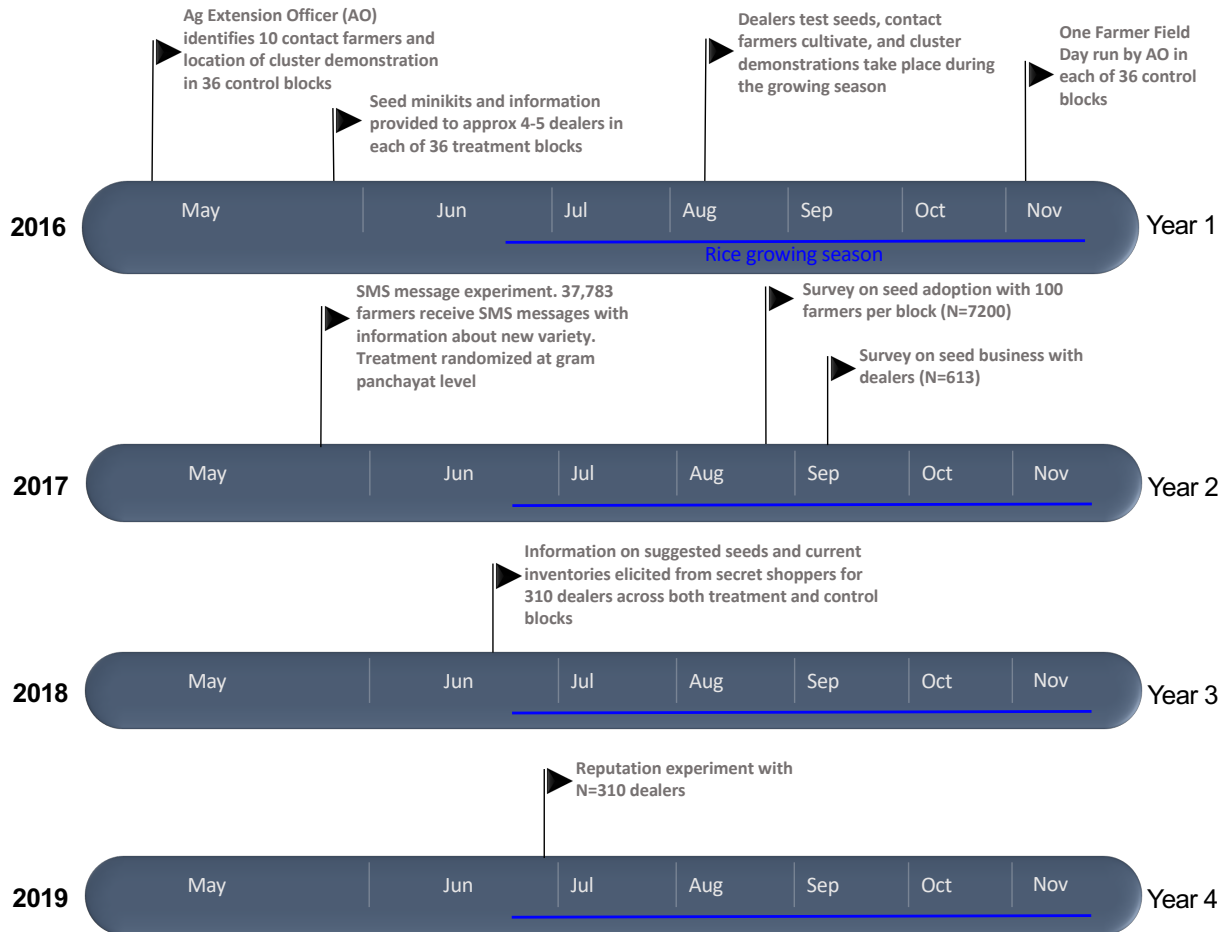 Ag Extension Officer (AO)
identifies 10 contact farmers and
location of cluster demonstration
in 36 control blocks
Seed minikits and information
provided to approx 4-5 dealers in
each of 36 treatment blocks
Dealers test seeds, contact
farmers cultivate, and cluster
demonstrations take place during
the growing season
One Farmer Field
Day run by AO in
each of 36 control
blocks
2016
May
Jun
Jul
Aug
Sep
Oct
Nov
Year 1
Rice growing season
SMS message experiment. 37,783
farmers receive SMS messages with
information about new variety.
Treatment randomized at gram
panchayat level
Survey on seed adoption with 100
farmers per block (N=7200)
Survey on seed business with
dealers (N=613)
2017
May
Jun
Jul
Aug
Sep
Oct
Nov
Year 2
Information on suggested seeds and current
inventories elicited from secret shoppers for
310 dealers across both treatment and control
blocks
2018
May
Jun
Jul
Aug
Sep
Oct
Nov
Year 3
Reputation experiment with
N=310 dealers
2019
May
Jun
Jul
Aug
Sep
Oct
Nov
Year 4